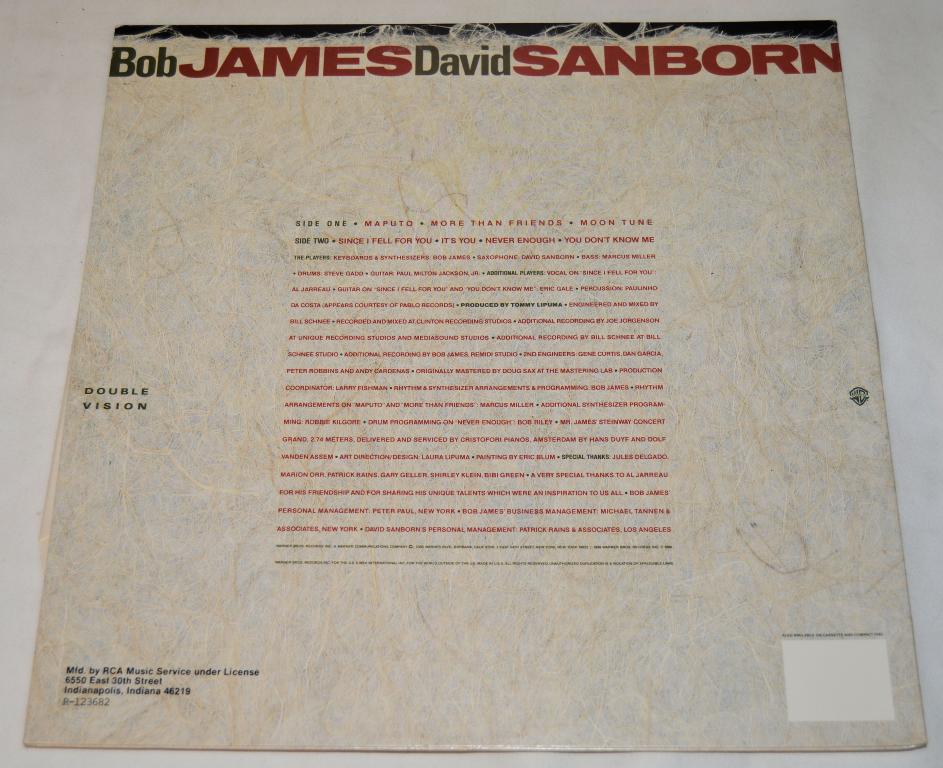 Bob JAMES David SANBORN
SIDE ONE • MAPUTO • MORE THAN FRIENDS • MOON TUNE
SIDE TWO • SINCE I FELL FOR YOU • IT'S YOU • NEVER ENOUGH • YOU DON'T KNOW ME
THE PLAYERS: KEYBOARDS & SYNTHESIZERS: BOB JAMES • SAXOPHONE: DAVID SANBORN • BASS: MARCUS MILLER
• DRUMS: STEVE GADD • GUITAR: PAUL MILTON JACKSON, JR. • ADDITIONAL PLAYERS: VOCAL ON "SINCE I FELL FOR YOU":
AL JARREAU • GUITAR ON "SINCE I FELL FOR YOU" AND "YOU DON'T KNOW ME": ERIC GALE • PERCUSSION: PAULINHO
DA COSTA (APPEARS COURTESY OF PABLO RECORDS) • PRODUCED BY TOMMY LIPUMA • ENGINEERED AND MIXED BY
BILL SCHNEE • RECORDED AND MIXED AT CLINTON RECORDING STUDIOS • ADDITIONAL RECORDING BY JOE JORGENSON
AT UNIQUE RECORDING STUDIOS AND MEDIASOUND STUDIOS • ADDITIONAL RECORDING BY BILL SCHNEE AT BILL
SCHNEE STUDIO • ADDITIONAL RECORDING BY BOB JAMES, REMIDI STUDIO • 2ND ENGINEERS: GENE CURTIS, DAN GARCIA,
PETER ROBBINS AND ANDY CARDENAS • ORIGINALLY MASTERED BY DOUG SAX AT THE MASTERING LAB • PRODUCTION
COORDINATOR: LARRY FISHMAN • RHYTHM & SYNTHESIZER ARRANGEMENTS & PROGRAMMING: BOB JAMES • RHYTHM
DOUBLE
ARRANGEMENTS ON "MAPUTO" AND "MORE THAN FRIENDS": MARCUS MILLER • ADDITIONAL SYNTHESIZER PROGRAM-
VISION
MING: ROBBIE KILGORE • DRUM PROGRAMMING ON "NEVER ENOUGH": BOB RILEY • MR. JAMES' STEINWAY CONCERT
GRAND, 2.74 METERS, DELIVERED AND SERVICED BY CRISTOFORI PIANOS, AMSTERDAM BY HANS DUYF AND DOLF
VANDEN ASSEM • ART DIRECTION/DESIGN: LAURA LIPUMA • PAINTING BY ERIC BLUM • SPECIAL THANKS: JULES DELGADO,
MARION ORR, PATRICK RAINS, GARY GELLER, SHIRLEY KLEIN, BIBI GREEN • A VERY SPECIAL THANKS TO AL JARREAU
FOR HIS FRIENDSHIP AND FOR SHARING HIS UNIQUE TALENTS WHICH WERE AN INSPIRATION TO US ALL • BOB JAMES'
PERSONAL MANAGEMENT: PETER PAUL, NEW YORK • BOB JAMES' BUSINESS MANAGEMENT: MICHAEL TANNEN &
ASSOCIATES, NEW YORK • DAVID SANBORN'S PERSONAL MANAGEMENT: PATRICK RAINS & ASSOCIATES, LOS ANGELES
ALSO AVAILABLE ON CASSETTE AND COMPACT DISC
Mfd. by RCA Music Service under License
6550 East 30th Street
Indianapolis, Indiana 46219
R-123682